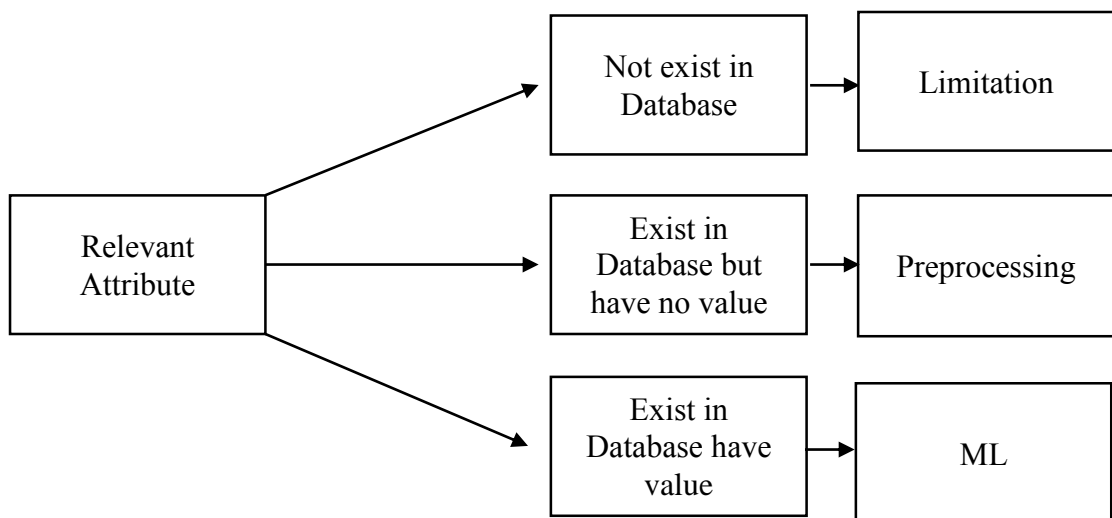 Relevant
Attribute
Not exist in
Database
Limitation
Exist in
Database but
have no value
Preprocessing
Exist in
Database have
value
ML